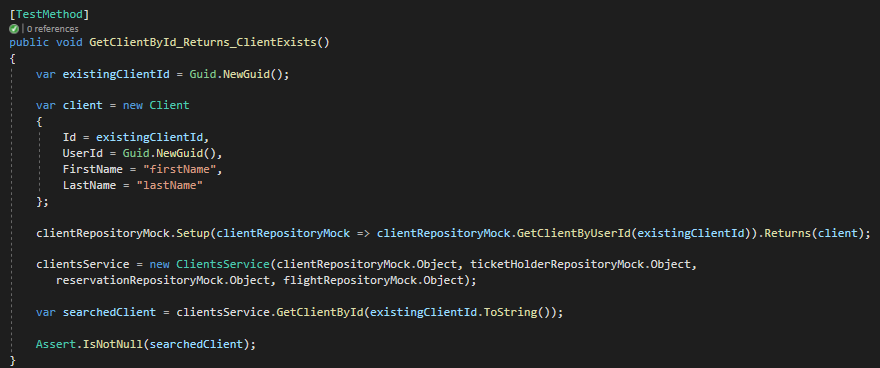 [TestMethod]
| 0 references
public void GetClientById_Returns_ClientExists()
{
var existingClientId = Guid.NewGuid();
var client = new Client
{
Id = existingClientId,
UserId = Guid.NewGuid(),
FirstName = "firstName",
LastName = "lastName"
};
clientRepositoryMock.Setup(clientRepositoryMock => clientRepositoryMock.GetClientByUserId(existingClientId)).Returns(client);
clientsService = new ClientsService(clientRepositoryMock.Object, ticketHolderRepositoryMock.Object,
reservationRepositoryMock.Object, flightRepositoryMock.Object);
var searchedClient = clientsService.GetClientById(existingClientId.ToString());
Assert.IsNotNull(searchedClient);
}